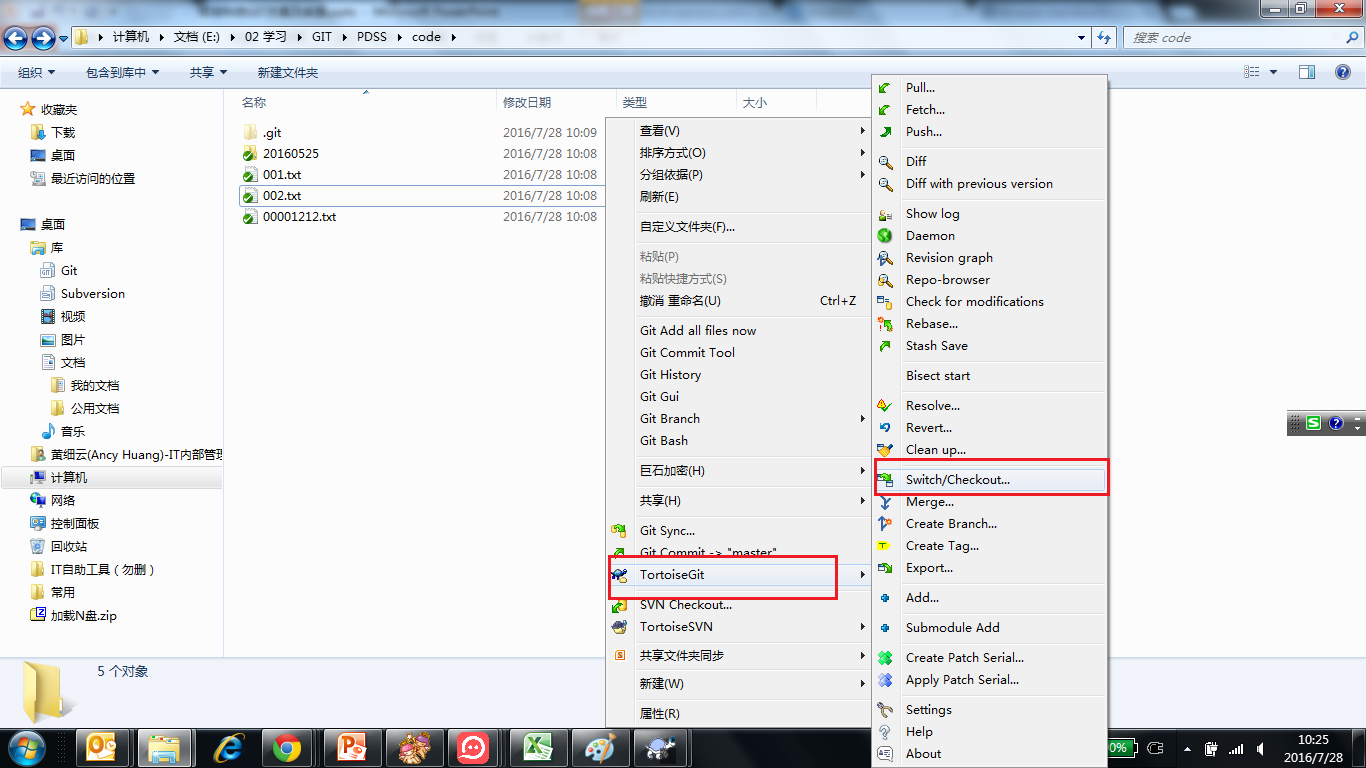 计算机 ▸ 文档 (E:) ▸ 02 学习 ▸ GIT ▸ PDSS ▸ code ▸
搜索 code
组织 包含到库中 共享 新建文件夹
收藏夹
下载
桌面
最近访问的位置
桌面
库
Git
Subversion
视频
图片
文档
我的文档
公用文档
音乐
黄细云(Ancy Huang)-IT内部管理
计算机
网络
控制面板
回收站
IT自助工具（勿删）
常用
加载N盘.zip
名称 修改日期 类型 大小
.git 2016/7/28 10:09
20160525 2016/7/28 10:08
001.txt 2016/7/28 10:08
002.txt 2016/7/28 10:08
00001212.txt 2016/7/28 10:08
查看(V)
排序方式(O)
分组依据(P)
刷新(E)
自定义文件夹(F)...
粘贴(P)
粘贴快捷方式(S)
撤消 重命名(U) Ctrl+Z
Git Add all files now
Git Commit Tool
Git History
Git Gui
Git Branch
Git Bash
巨石加密(H)
共享(H)
Git Sync...
Git Commit -> "master"
TortoiseGit
SVN Checkout...
TortoiseSVN
共享文件夹同步
新建(W)
属性(R)
Pull...
Fetch...
Push...
Diff
Diff with previous version
Show log
Daemon
Revision graph
Repo-browser
Check for modifications
Rebase...
Stash Save
Bisect start
Resolve...
Revert...
Clean up...
Switch/Checkout...
Merge...
Create Branch...
Create Tag...
Export...
Add...
Submodule Add
Create Patch Serial...
Apply Patch Serial...
Settings
Help
About
5 个对象
10:25
2016/7/28